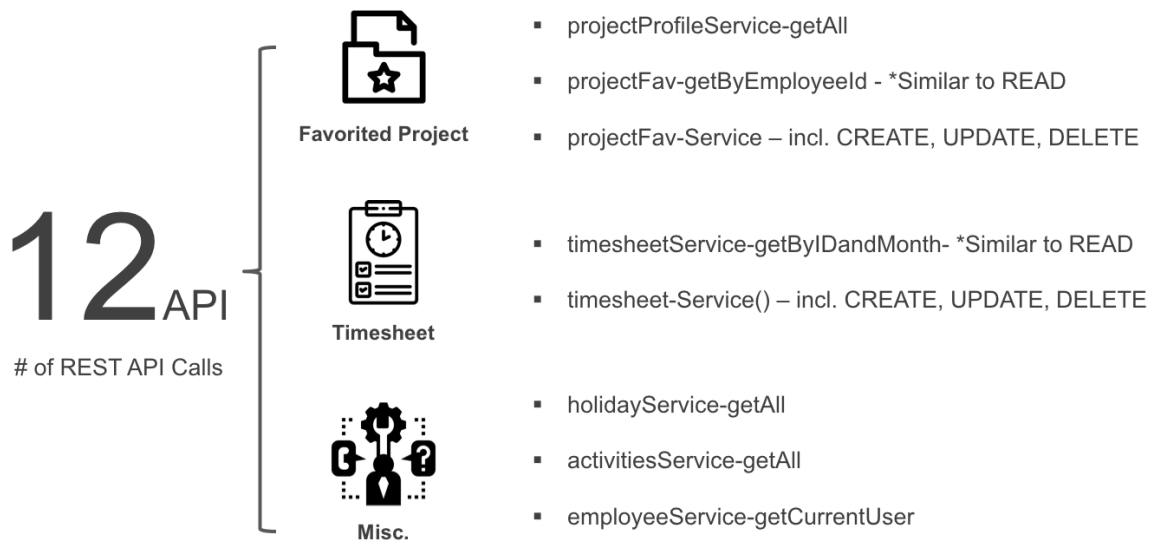 12 API
# of REST API Calls
Favorited Project
▪ projectProfileService-getAll
▪ projectFav-getByEmployeeId - *Similar to READ
▪ projectFav-Service – incl. CREATE, UPDATE, DELETE
Timesheet
▪ timesheetService-getByIDandMonth- *Similar to READ
▪ timesheet-Service() – incl. CREATE, UPDATE, DELETE
?
Misc.
▪ holidayService-getAll
▪ activitiesService-getAll
▪ employeeService-getCurrentUser